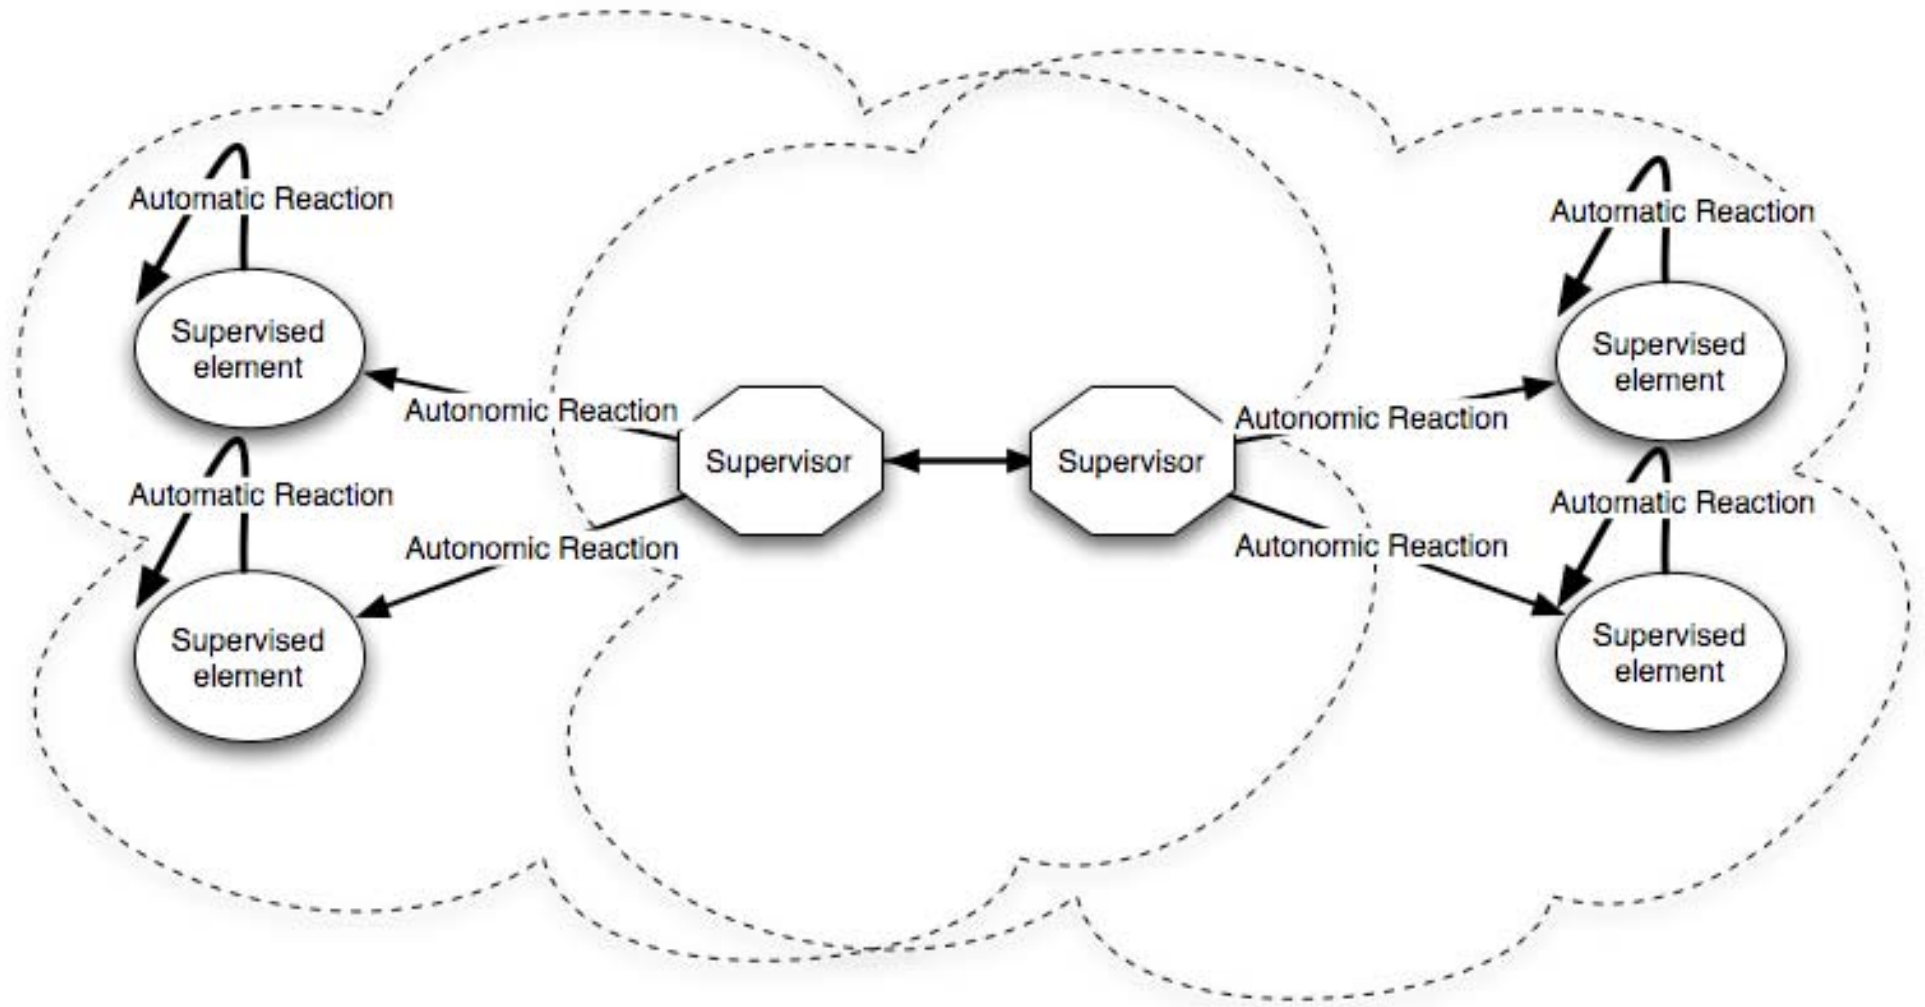 Automatic Reaction
Automatic Reaction
Supervised
element
Supervised
element
Autonomic Reaction
Autonomic Reaction
Supervisor
Supervisor
Automatic Reaction
Automatic Reaction
Supervised
element
Autonomic Reaction
Autonomic Reaction
Supervised
element